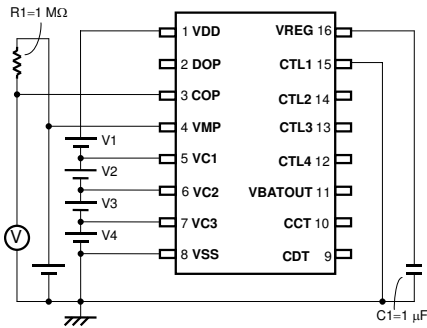 R1=1 MΩ
1 VDD
2 DOP
3 COP
4 VMP
5 VC1
6 VC2
7 VC3
8 VSS
VREG 16
CTL1 15
CTL2 14
CTL3 13
CTL4 12
VBATOUT 11
CCT 10
CDT 9
V1
V2
V3
V4
V
C1=1 μF